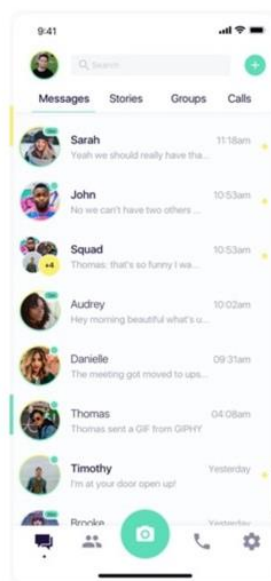 9:41
Search
Messages Stories Groups Calls
Sarah 11:18am
Yeah we should really have tha...
John 10:53am
No we can't have two others ...
Squad 10:53am
+4
Thomas: that's so funny I wa...
Audrey 10:02am
Hey morning beautiful what's u...
Danielle 09:31am
The meeting got moved to ups...
Thomas 04:08am
Thomas sent a GIF from GIPHY
Timothy Yesterday
I'm at your door open up!
Brooke Yesterday